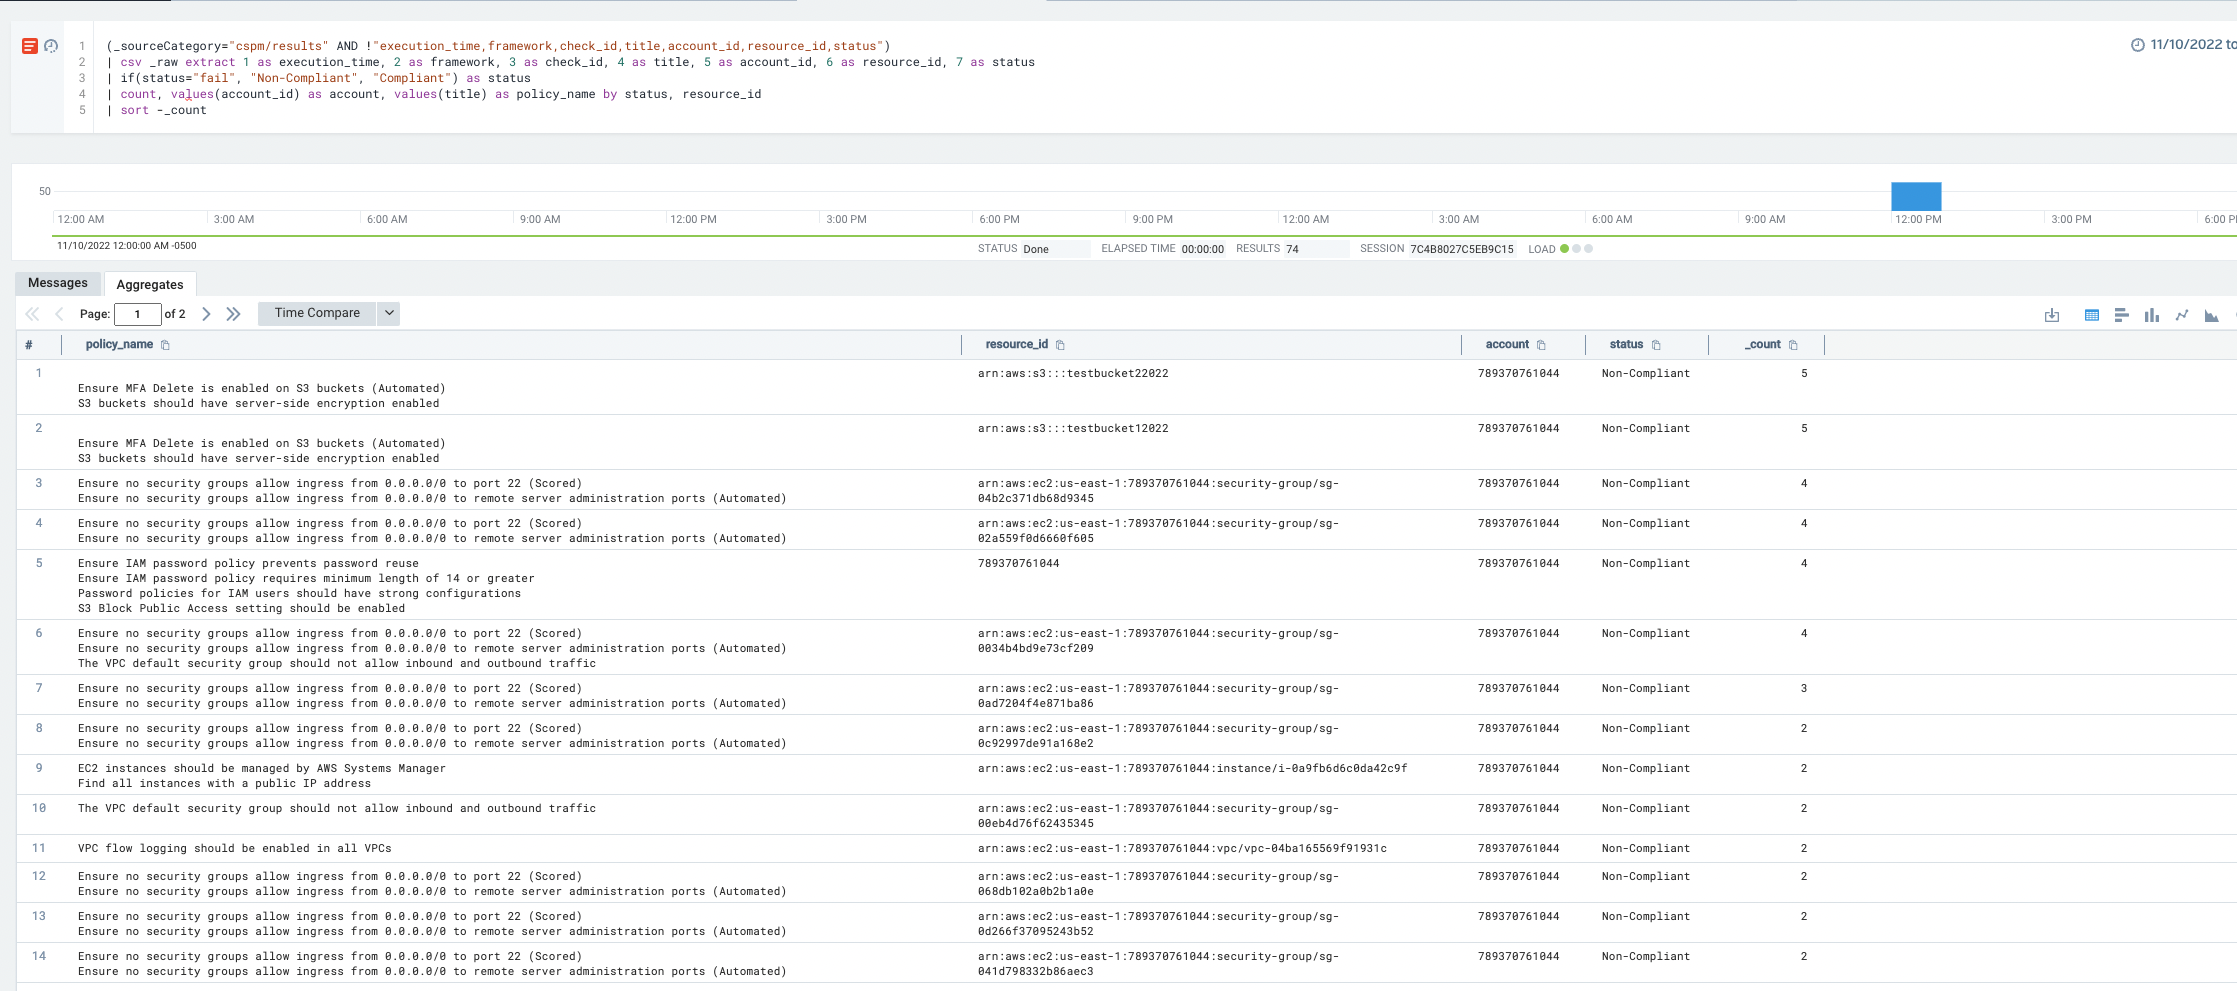 1 (_sourceCategory="cspm/results" AND !"execution_time,framework,check_id,title,account_id,resource_id,status")
2 | csv _raw extract 1 as execution_time, 2 as framework, 3 as check_id, 4 as title, 5 as account_id, 6 as resource_id, 7 as status
3 | if(status="fail", "Non-Compliant", "Compliant") as status
4 | count, values(account_id) as account, values(title) as policy_name by status, resource_id
5 | sort -_count
11/10/2022 to
50
12:00 AM 3:00 AM 6:00 AM 9:00 AM 12:00 PM 3:00 PM 6:00 PM 9:00 PM 12:00 AM 3:00 AM 6:00 AM 9:00 AM 12:00 PM 3:00 PM 6:00 P
11/10/2022 12:00:00 AM -0500
STATUS Done ELAPSED TIME 00:00:00 RESULTS 74 SESSION 7C4B8027C5EB9C15 LOAD
Messages Aggregates
Page: 1 of 2 Time Compare
# policy_name resource_id account status _count
1 arn:aws:s3:::testbucket22022 789370761044 Non-Compliant 5
Ensure MFA Delete is enabled on S3 buckets (Automated)
S3 buckets should have server-side encryption enabled
2 arn:aws:s3:::testbucket12022 789370761044 Non-Compliant 5
Ensure MFA Delete is enabled on S3 buckets (Automated)
S3 buckets should have server-side encryption enabled
3 Ensure no security groups allow ingress from 0.0.0.0/0 to port 22 (Scored) arn:aws:ec2:us-east-1:789370761044:security-group/sg- 789370761044 Non-Compliant 4
Ensure no security groups allow ingress from 0.0.0.0/0 to remote server administration ports (Automated) 04b2c371db68d9345
4 Ensure no security groups allow ingress from 0.0.0.0/0 to port 22 (Scored) arn:aws:ec2:us-east-1:789370761044:security-group/sg- 789370761044 Non-Compliant 4
Ensure no security groups allow ingress from 0.0.0.0/0 to remote server administration ports (Automated) 02a559f0d6660f605
5 Ensure IAM password policy prevents password reuse 789370761044 789370761044 Non-Compliant 4
Ensure IAM password policy requires minimum length of 14 or greater
Password policies for IAM users should have strong configurations
S3 Block Public Access setting should be enabled
6 Ensure no security groups allow ingress from 0.0.0.0/0 to port 22 (Scored) arn:aws:ec2:us-east-1:789370761044:security-group/sg- 789370761044 Non-Compliant 4
Ensure no security groups allow ingress from 0.0.0.0/0 to remote server administration ports (Automated) 0034b4bd9e73cf209
The VPC default security group should not allow inbound and outbound traffic
7 Ensure no security groups allow ingress from 0.0.0.0/0 to port 22 (Scored) arn:aws:ec2:us-east-1:789370761044:security-group/sg- 789370761044 Non-Compliant 3
Ensure no security groups allow ingress from 0.0.0.0/0 to remote server administration ports (Automated) 0ad7204f4e871ba86
8 Ensure no security groups allow ingress from 0.0.0.0/0 to port 22 (Scored) arn:aws:ec2:us-east-1:789370761044:security-group/sg- 789370761044 Non-Compliant 2
Ensure no security groups allow ingress from 0.0.0.0/0 to remote server administration ports (Automated) 0c92997de91a168e2
9 EC2 instances should be managed by AWS Systems Manager arn:aws:ec2:us-east-1:789370761044:instance/i-0a9fb6d6c0da42c9f 789370761044 Non-Compliant 2
Find all instances with a public IP address
10 The VPC default security group should not allow inbound and outbound traffic arn:aws:ec2:us-east-1:789370761044:security-group/sg- 789370761044 Non-Compliant 2
00eb4d76f62435345
11 VPC flow logging should be enabled in all VPCs arn:aws:ec2:us-east-1:789370761044:vpc/vpc-04ba165569f91931c 789370761044 Non-Compliant 2
12 Ensure no security groups allow ingress from 0.0.0.0/0 to port 22 (Scored) arn:aws:ec2:us-east-1:789370761044:security-group/sg- 789370761044 Non-Compliant 2
Ensure no security groups allow ingress from 0.0.0.0/0 to remote server administration ports (Automated) 068db102a0b2b1a0e
13 Ensure no security groups allow ingress from 0.0.0.0/0 to port 22 (Scored) arn:aws:ec2:us-east-1:789370761044:security-group/sg- 789370761044 Non-Compliant 2
Ensure no security groups allow ingress from 0.0.0.0/0 to remote server administration ports (Automated) 0d266f37095243b52
14 Ensure no security groups allow ingress from 0.0.0.0/0 to port 22 (Scored) arn:aws:ec2:us-east-1:789370761044:security-group/sg- 789370761044 Non-Compliant 2
Ensure no security groups allow ingress from 0.0.0.0/0 to remote server administration ports (Automated) 041d798332b86aec3